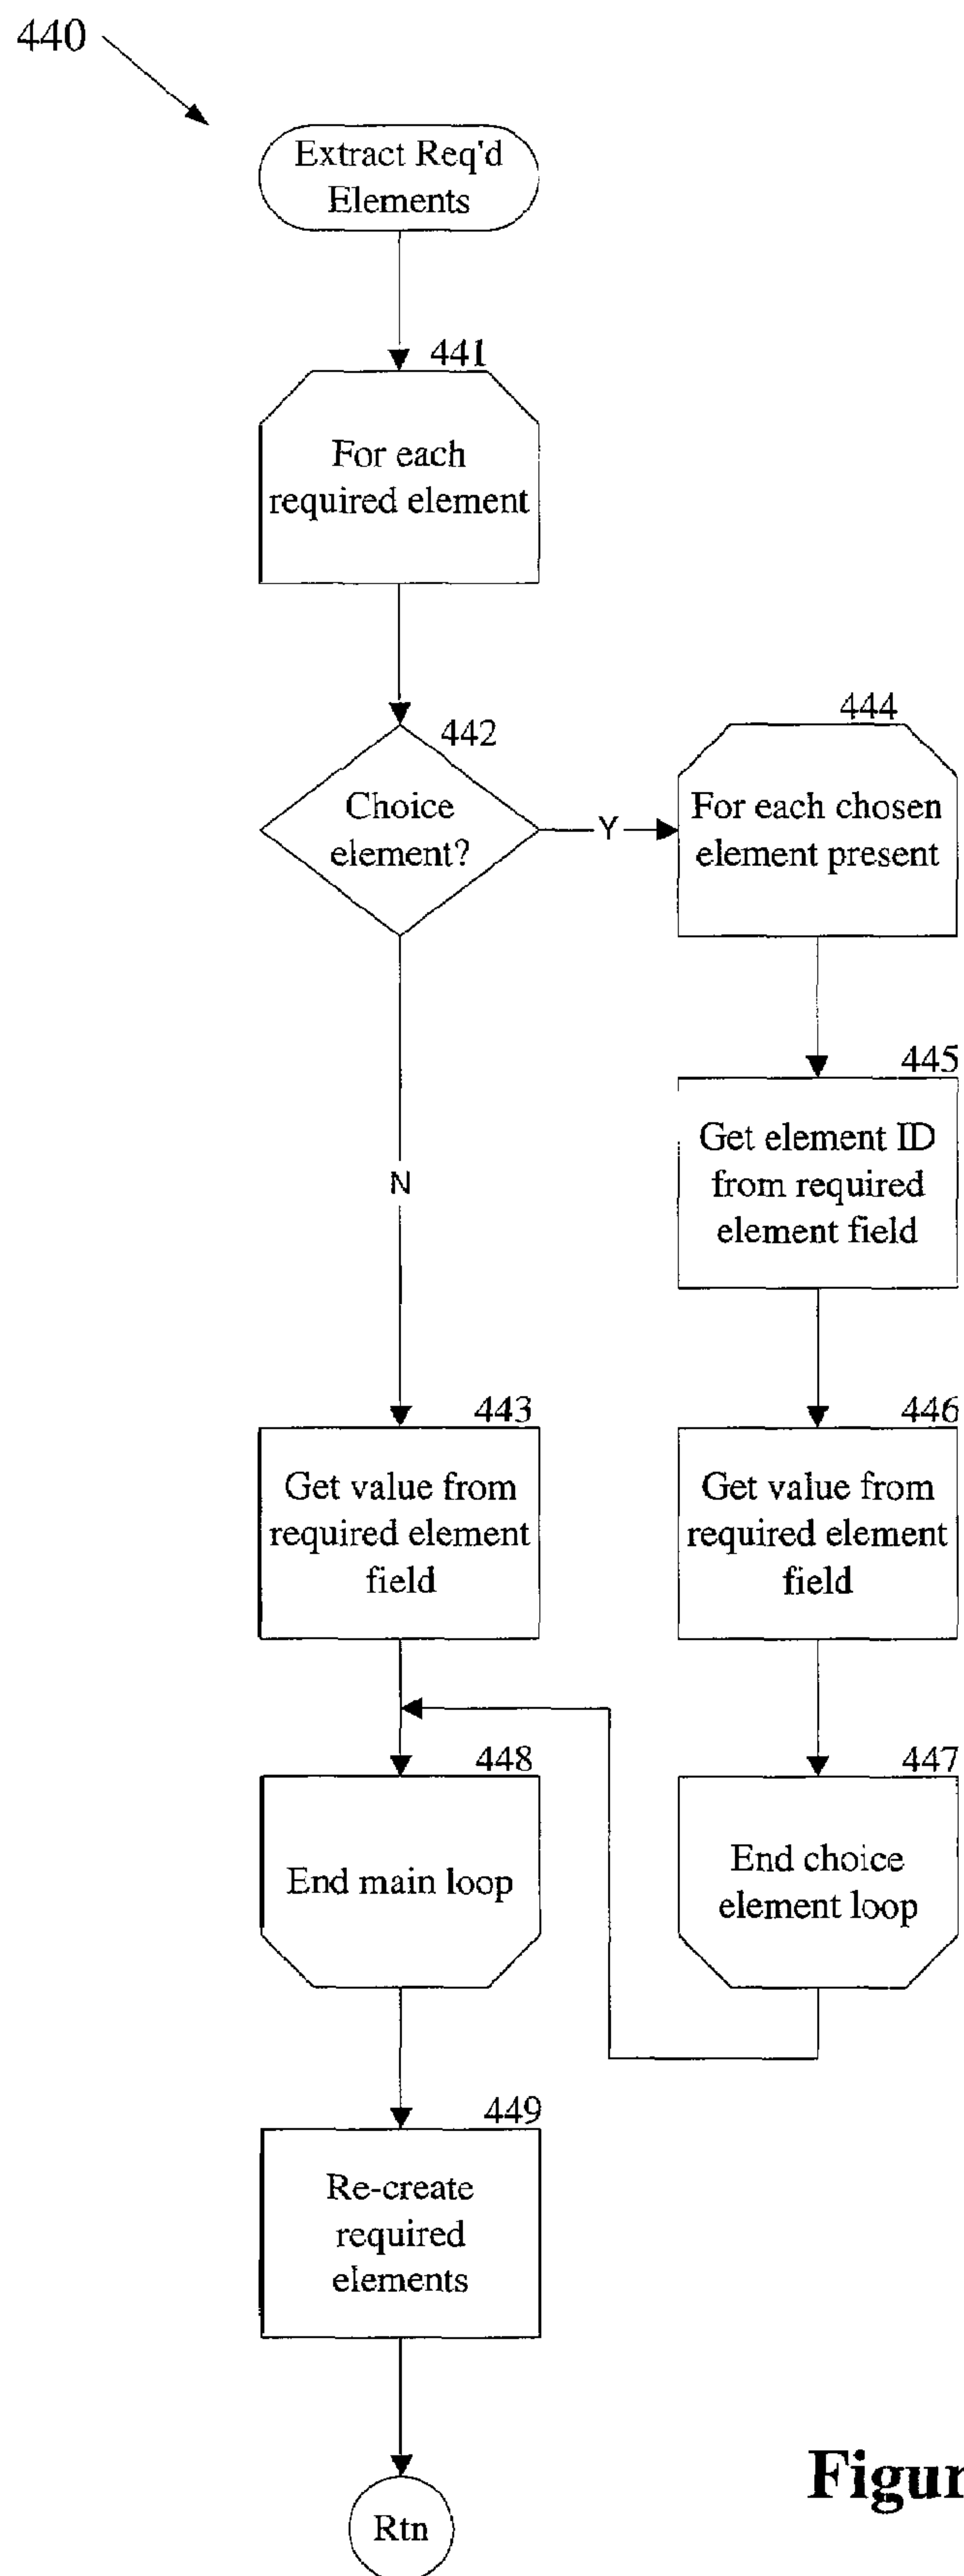 440
Extract Req'd
Elements
441
For each
required element
442
Choice
element?
Y
444
For each chosen
element present
445
Get element ID
from required
element field
N
443
Get value from
required element
field
446
Get value from
required element
field
448
End main loop
447
End choice
element loop
449
Re-create
required
elements
Rtn
Figur